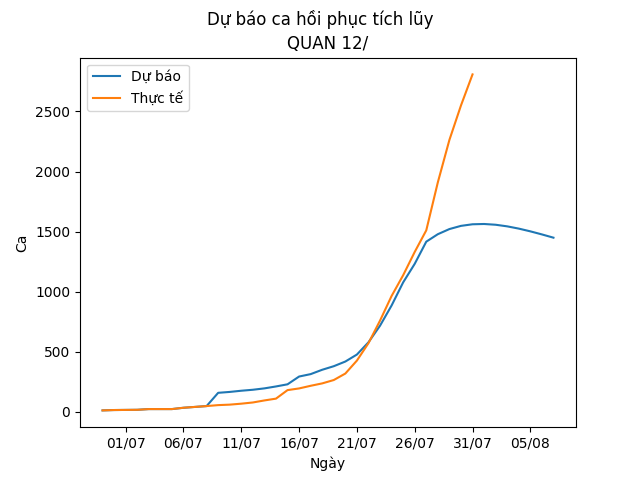 Dự báo ca hồi phục tích lũy
QUAN 12/
Dự báo
Thực tế
2500
2000
1500
1000
500
0
Ca
01/07 06/07 11/07 16/07 21/07 26/07 31/07 05/08
Ngày